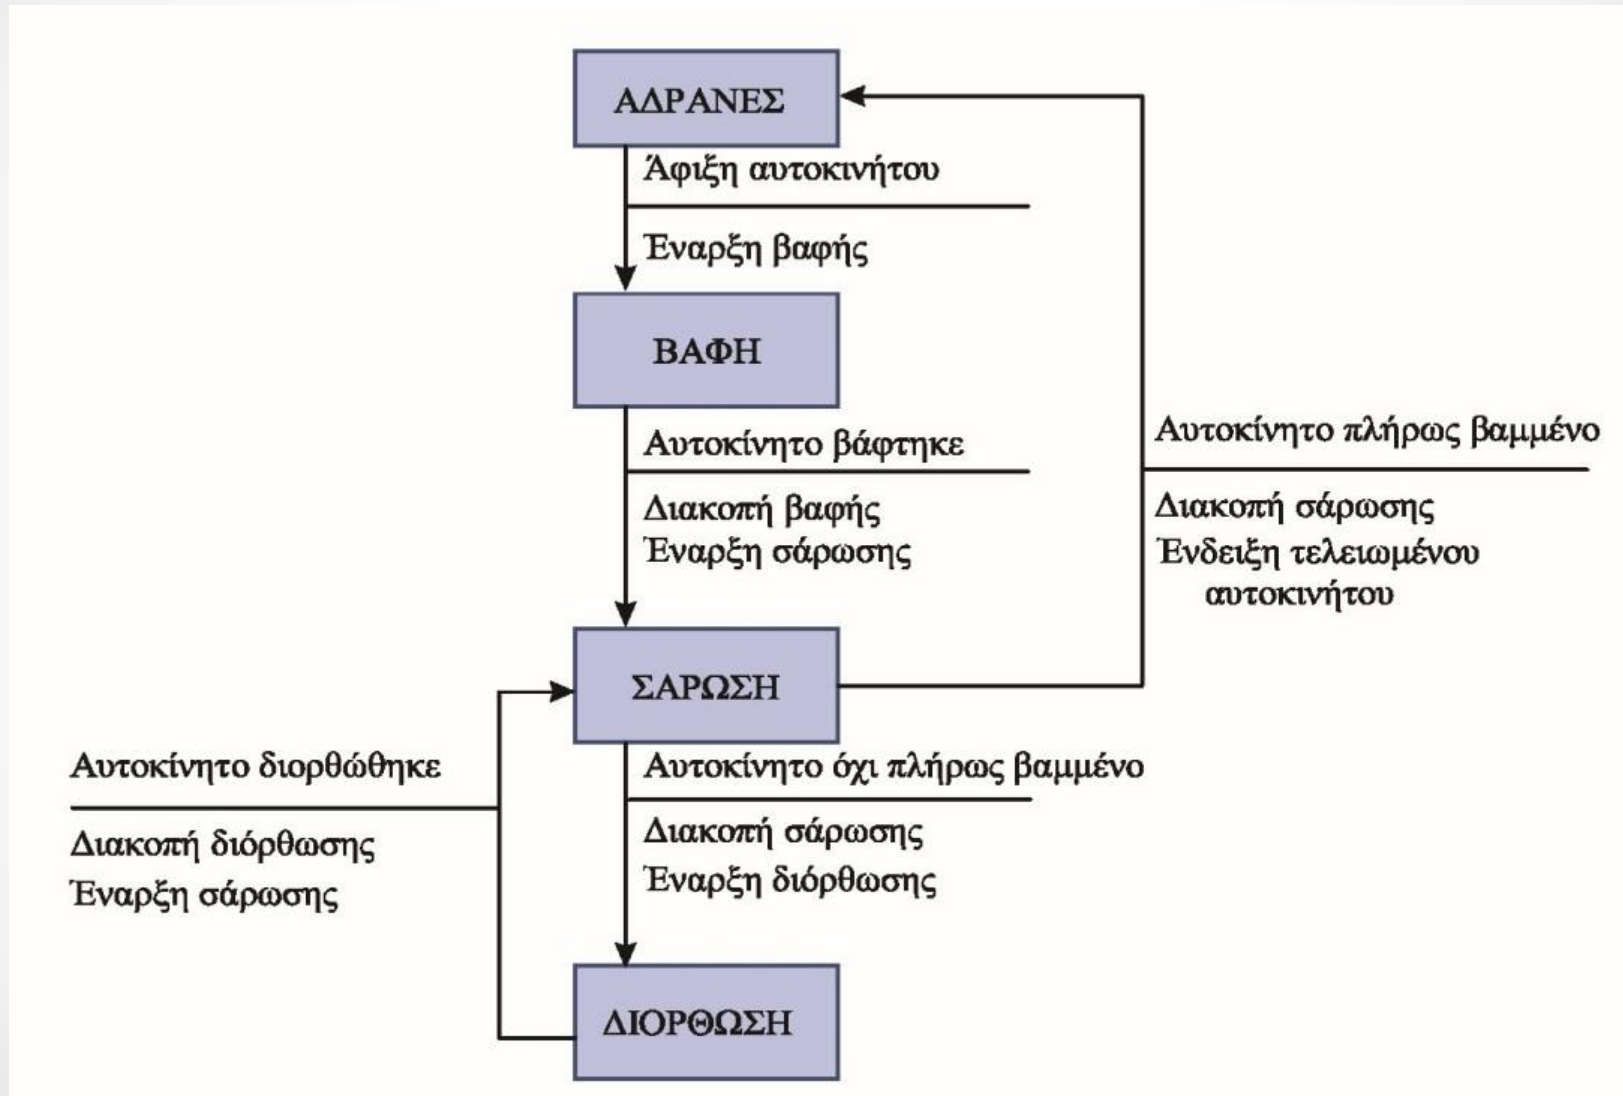 ΑΔΡΑΝΕΣ
Άφιξη αυτοκινήτου
Έναρξη βαφής
ΒΑΦΗ
Αυτοκίνητο βάφτηκε
Διακοπή βαφής
Έναρξη σάρωσης
Αυτοκίνητο πλήρως βαμμένο
Διακοπή σάρωσης
Ένδειξη τελειωμένου
αυτοκινήτου
ΣΑΡΩΣΗ
Αυτοκίνητο όχι πλήρως βαμμένο
Διακοπή σάρωσης
Έναρξη διόρθωσης
Αυτοκίνητο διορθώθηκε
Διακοπή διόρθωσης
Έναρξη σάρωσης
ΔΙΟΡΘΩΣΗ